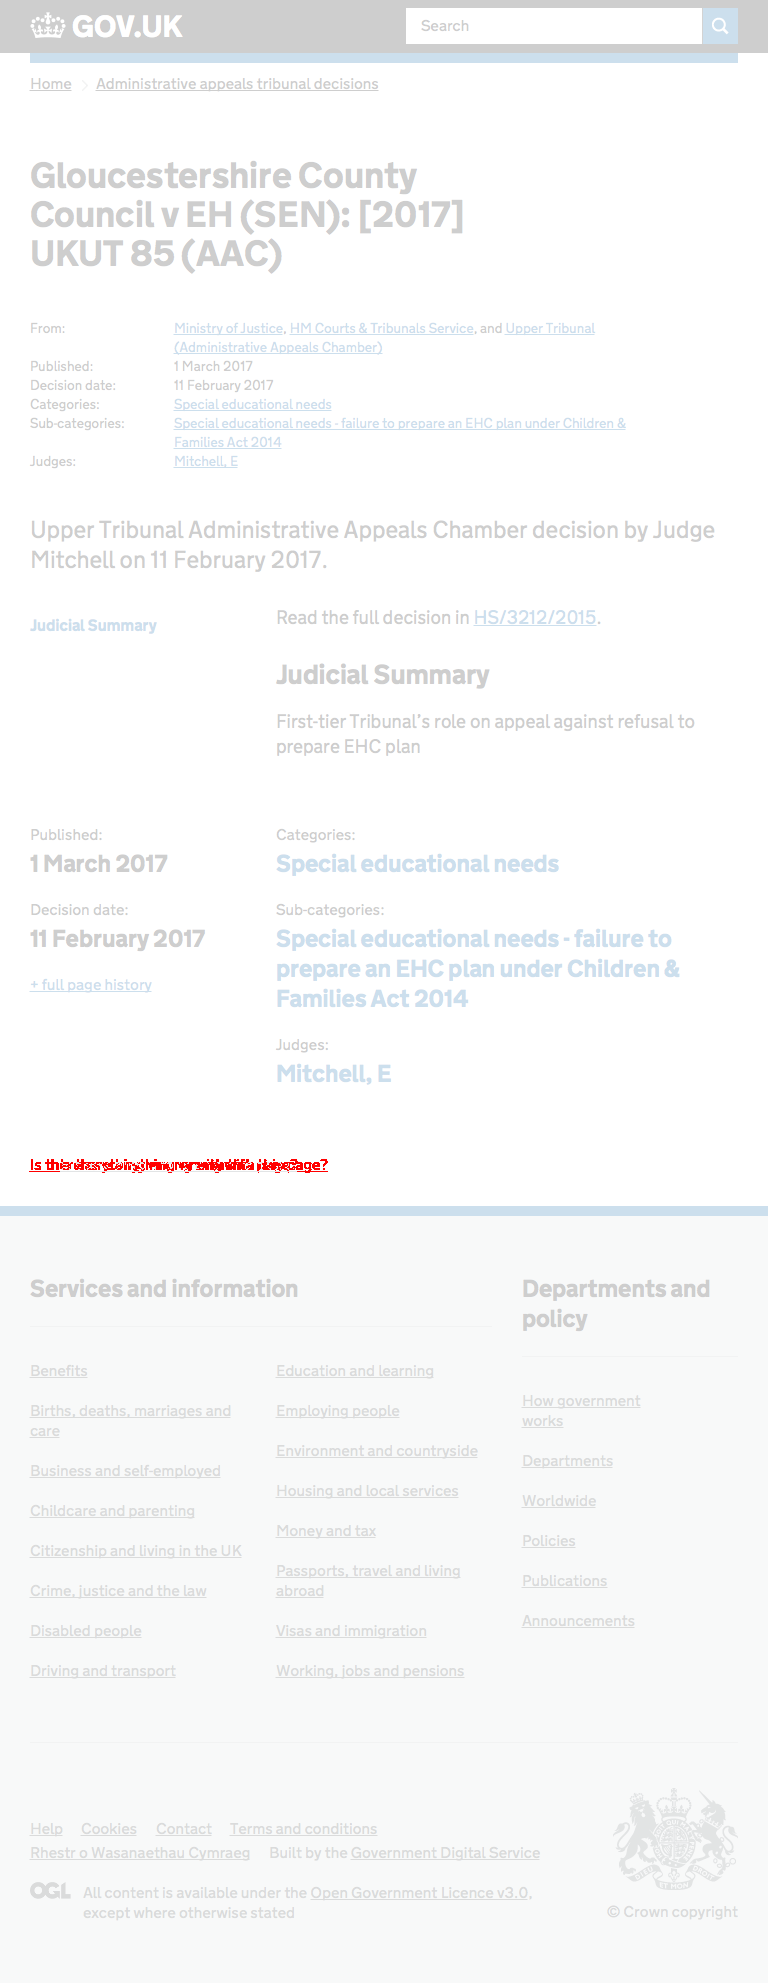 GOV.UK
Search
Home
Administrative appeals tribunal decisions
Gloucestershire County
Council v EH (SEN): [2017]
UKUT 85 (AAC)
From: Ministry of Justice, HM Courts & Tribunals Service, and Upper Tribunal
(Administrative Appeals Chamber)
Published: 1 March 2017
Decision date: 11 February 2017
Categories: Special educational needs
Sub-categories: Special educational needs - failure to prepare an EHC plan under Children &
Families Act 2014
Judges: Mitchell, E
Upper Tribunal Administrative Appeals Chamber decision by Judge
Mitchell on 11 February 2017.
Judicial Summary
Read the full decision in HS/3212/2015.
Judicial Summary
First-tier Tribunal's role on appeal against refusal to
prepare EHC plan
Published:
1 March 2017
Decision date:
11 February 2017
+ full page history
Categories:
Special educational needs
Sub-categories:
Special educational needs - failure to
prepare an EHC plan under Children &
Families Act 2014
Judges:
Mitchell, E
Services and information
Benefits
Births, deaths, marriages and
care
Business and self-employed
Childcare and parenting
Citizenship and living in the UK
Crime, justice and the law
Disabled people
Driving and transport
Education and learning
Employing people
Environment and countryside
Housing and local services
Money and tax
Passports, travel and living
abroad
Visas and immigration
Working, jobs and pensions
Departments and
policy
How government
works
Departments
Worldwide
Policies
Publications
Announcements
Help Cookies Contact Terms and conditions
Rhestr o Wasanaethau Cymraeg Built by the Government Digital Service
OGL All content is available under the Open Government Licence v3.0,
except where otherwise stated
© Crown copyright